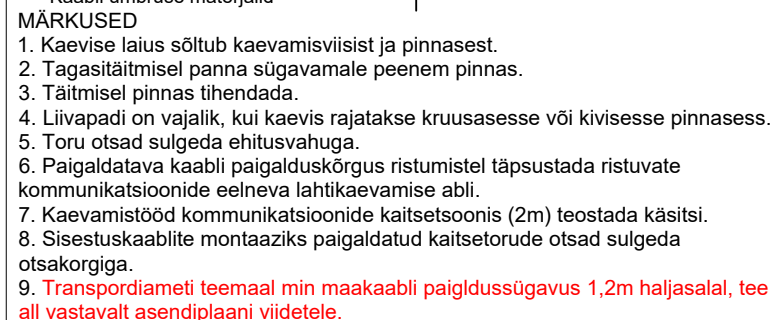 Kaabli ümbruse materjalid
MÄRKUSED
1. Kaevise laius sõltub kaevamisviisist ja pinnasest.
2. Tagasitäitmisel panna sügavamale peenem pinnas.
3. Täitmisel pinnas tihendada.
4. Liivapadi on vajalik, kui kaevis rajatakse kruusasesse või kivisesse pinnasess.
5. Toru otsad sulgeda ehitusvahuga.
6. Paigaldatava kaabli paigalduskõrgus ristumistel täpsustada ristuvate
kommunikatsioonide eelneva lahtikaevamise abli.
7. Kaevamistööd kommunikatsioonide kaitsetsoonis (2m) teostada käsitsi.
8. Sisestuskaablite montaaziks paigaldatud kaitsetorude otsad sulgeda
otsakorgiga.
9. Transpordiameti teemaal min maakaabli paigldussügavus 1,2m haljasalal, tee
all vastavalt asendiplaani viidetele.